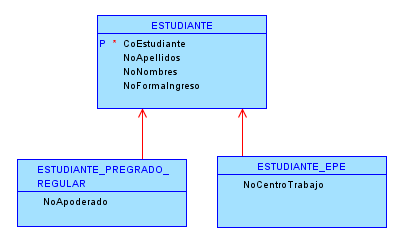 ESTUDIANTE
P * CoEstudiante
NoApellidos
NoNombres
NoFormaIngreso
ESTUDIANTE_PREGRADO_
REGULAR
NoApoderado
ESTUDIANTE_EPE
NoCentroTrabajo